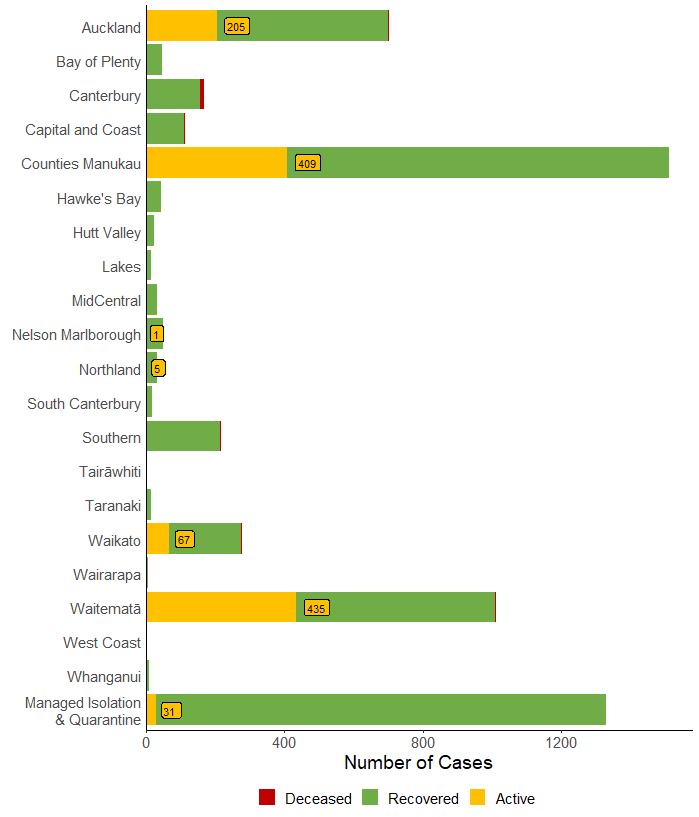 Auckland
205
Bay of Plenty
Canterbury
Capital and Coast
Counties Manukau
409
Hawke's Bay
Hutt Valley
Lakes
MidCentral
Nelson Marlborough
1
Northland
5
South Canterbury
Southern
Tairāwhiti
Taranaki
Waikato
67
Wairarapa
Waitematā
435
West Coast
Whanganui
Managed Isolation
& Quarantine
31
0 400 800 1200
Number of Cases
Deceased Recovered Active